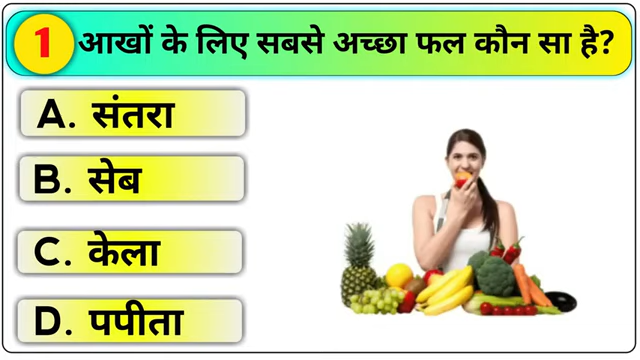 1 आखों के लिए सबसे अच्छा फल कौन सा है?
A. संतरा
B. सेब
C. केला
D. पपीता